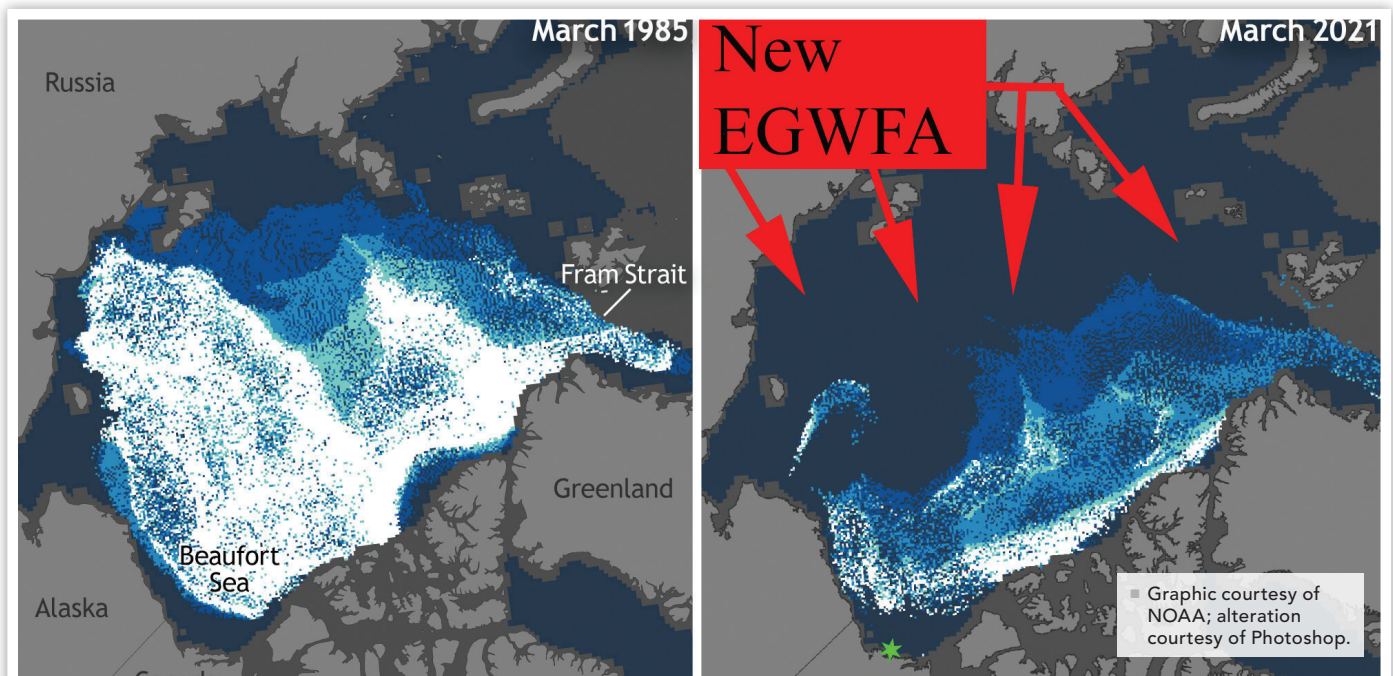 March 1985
Russia
Fram Strait
Greenland
Beaufort
Sea
Alaska
March 2021
New
EGWFA
Graphic courtesy of
NOAA; alteration
courtesy of Photoshop.